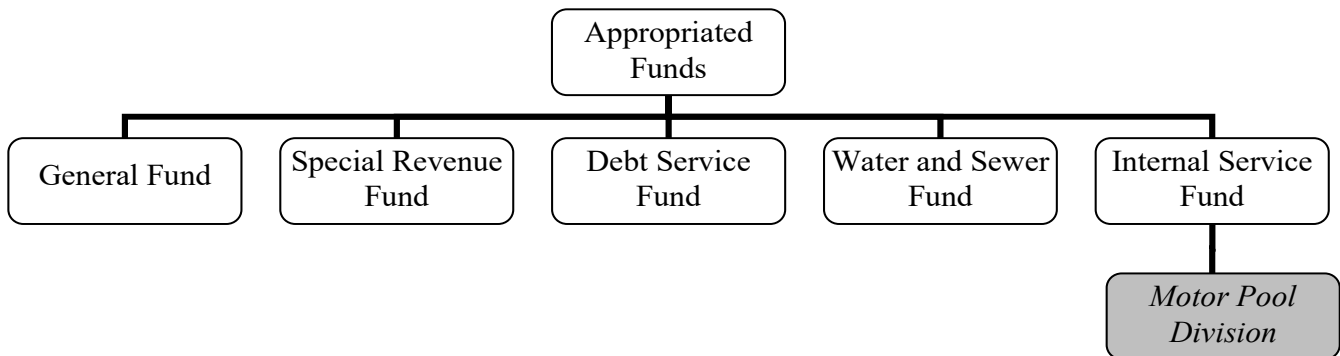 Appropriated
Funds
General Fund
Special Revenue
Fund
Debt Service
Fund
Water and Sewer
Fund
Internal Service
Fund
Motor Pool
Division